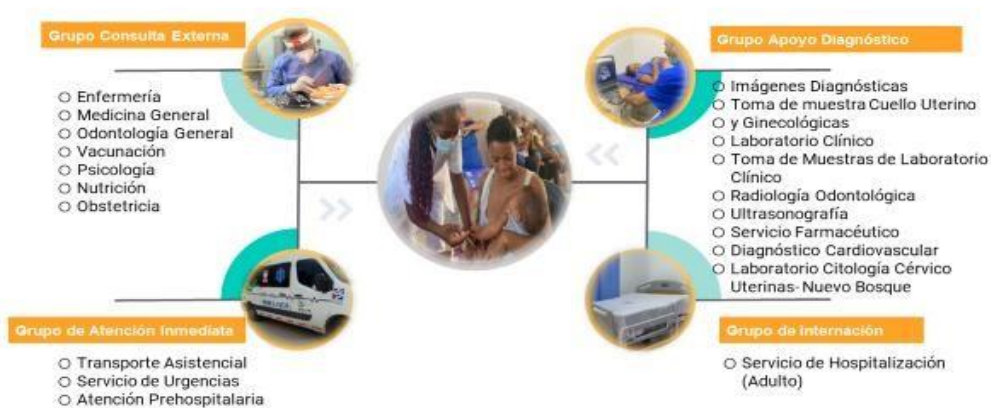 Grupo Consulta Externa
Enfermería
Medicina General
Odontología General
Vacunación
Psicología
Nutrición
Obstetricia
Grupo Apoyo Diagnóstico
Imágenes Diagnósticas
Toma de muestra Cuello Uterino
y Ginecológicas
Laboratorio Clínico
Toma de Muestras de Laboratorio
Clínico
Radiología Odontológica
Ultrasonografía
Servicio Farmacéutico
Diagnóstico Cardiovascular
Laboratorio Citología Cérvico
Uterinas- Nuevo Bosque
Grupo de Atención Inmediata
Transporte Asistencial
Servicio de Urgencias
Atención Prehospitalaria
Grupo de internación
Servicio de Hospitalización
(Adulto)